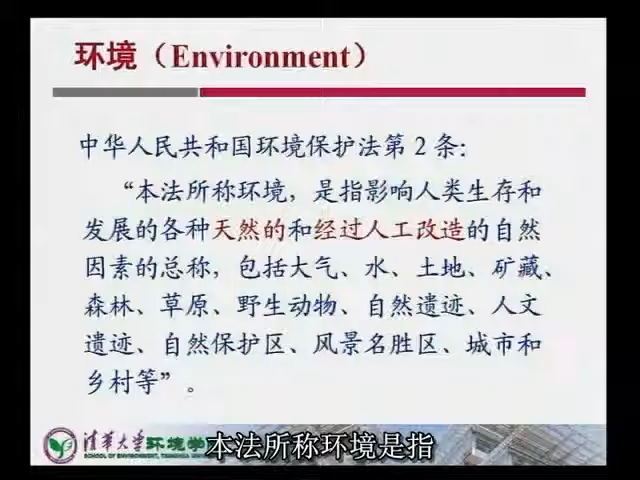 环境（Environment）
中华人民共和国环境保护法第 2 条：
“本法所称环境，是指影响人类生存和
发展的各种天然的和经过人工改造的自然
因素的总称，包括大气、水、土地、矿藏、
森林、草原、野生动物、自然遗迹、人文
遗迹、自然保护区、风景名胜区、城市和
乡村等”。
清华大学环境学
SCHOOL OF ENVIRONMENT, TSINGHUA
本法所称环境是指